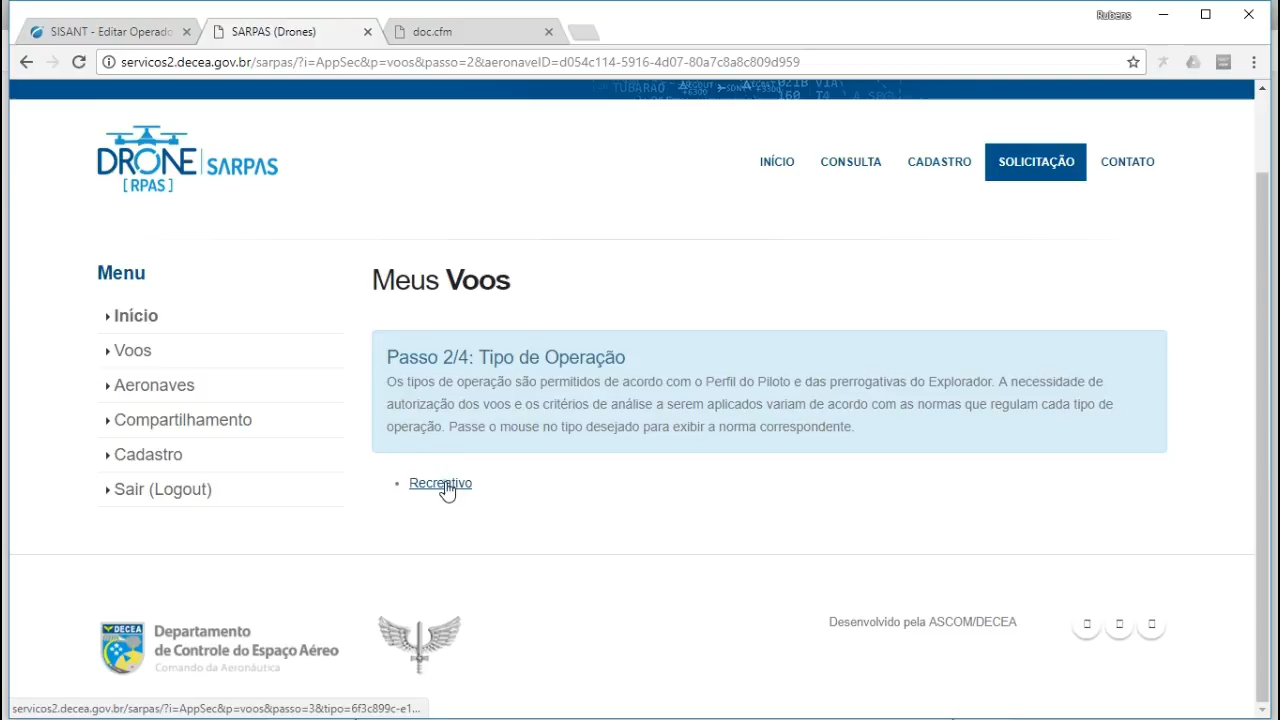 Rubens
SISANT - Editar Operado
SARPAS (Drones)
doc.cfm
servicos2.decea.gov.br/sarpas/?i=AppSec&p=voos&passo=2&aeronaveID=d054c114-5916-4d07-80a7c8a8c809d959
TUBARÃO
+6300
160 T4 A
DRONE SARPAS
[RPAS]
INÍCIO
CONSULTA
CADASTRO
SOLICITAÇÃO
CONTATO
Menu
Início
Voos
Aeronaves
Compartilhamento
Cadastro
Sair (Logout)
Meus Voos
Passo 2/4: Tipo de Operação
Os tipos de operação são permitidos de acordo com o Perfil do Piloto e das prerrogativas do Explorador. A necessidade de
autorização dos voos e os critérios de análise a serem aplicados variam de acordo com as normas que regulam cada tipo de
operação. Passe o mouse no tipo desejado para exibir a norma correspondente.
Recreativo
DECEA
Departamento
de Controle do Espaço Aéreo
Comando da Aeronáutica
Desenvolvido pela ASCOM/DECEA
servicos2.decea.gov.br/sarpas/?i=AppSec&p=voos&passo=3&tipo=6f3c899c-e1...